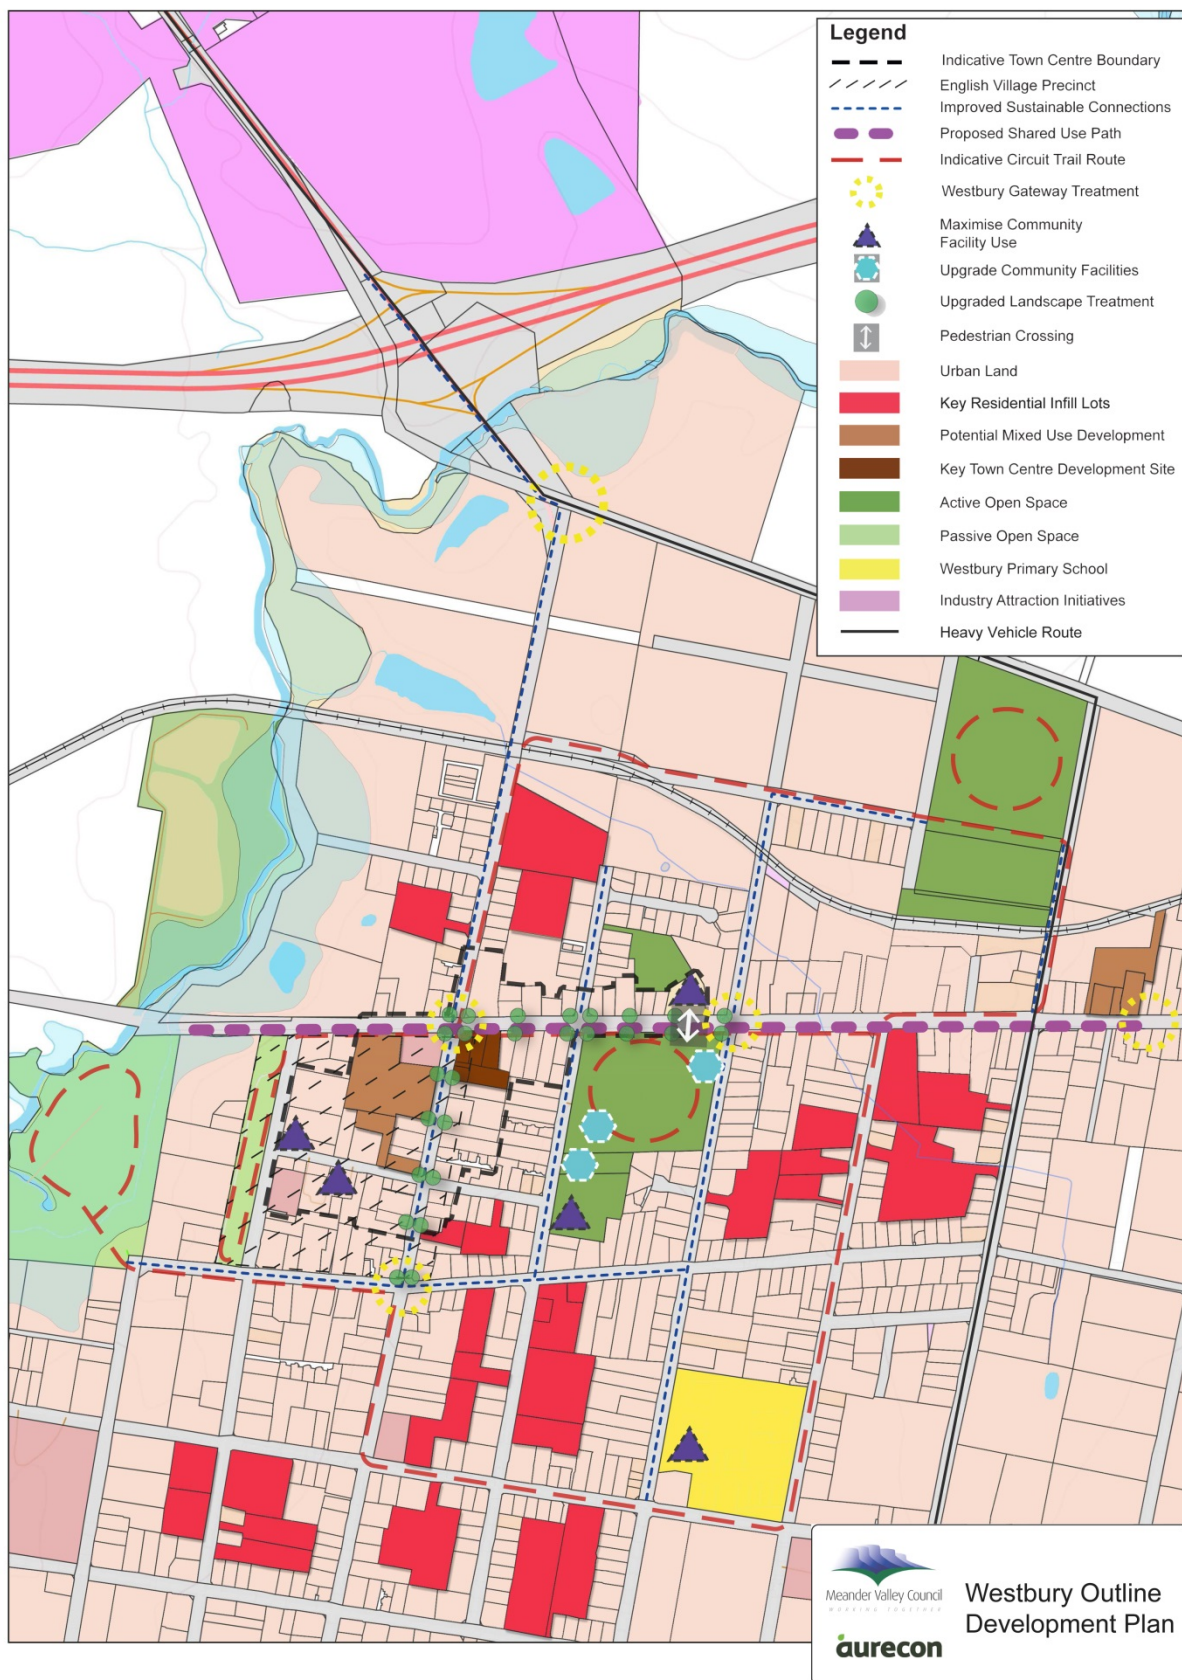 Legend
Indicative Town Centre Boundary
English Village Precinct
Improved Sustainable Connections
Proposed Shared Use Path
Indicative Circuit Trail Route
Westbury Gateway Treatment
Maximise Community
Facility Use
Upgrade Community Facilities
Upgraded Landscape Treatment
Pedestrian Crossing
Urban Land
Key Residential Infill Lots
Potential Mixed Use Development
Key Town Centre Development Site
Active Open Space
Passive Open Space
Westbury Primary School
Industry Attraction Initiatives
Heavy Vehicle Route
Meander Valley Council
WORKING TOGETHER
aurecon
Westbury Outline
Development Plan